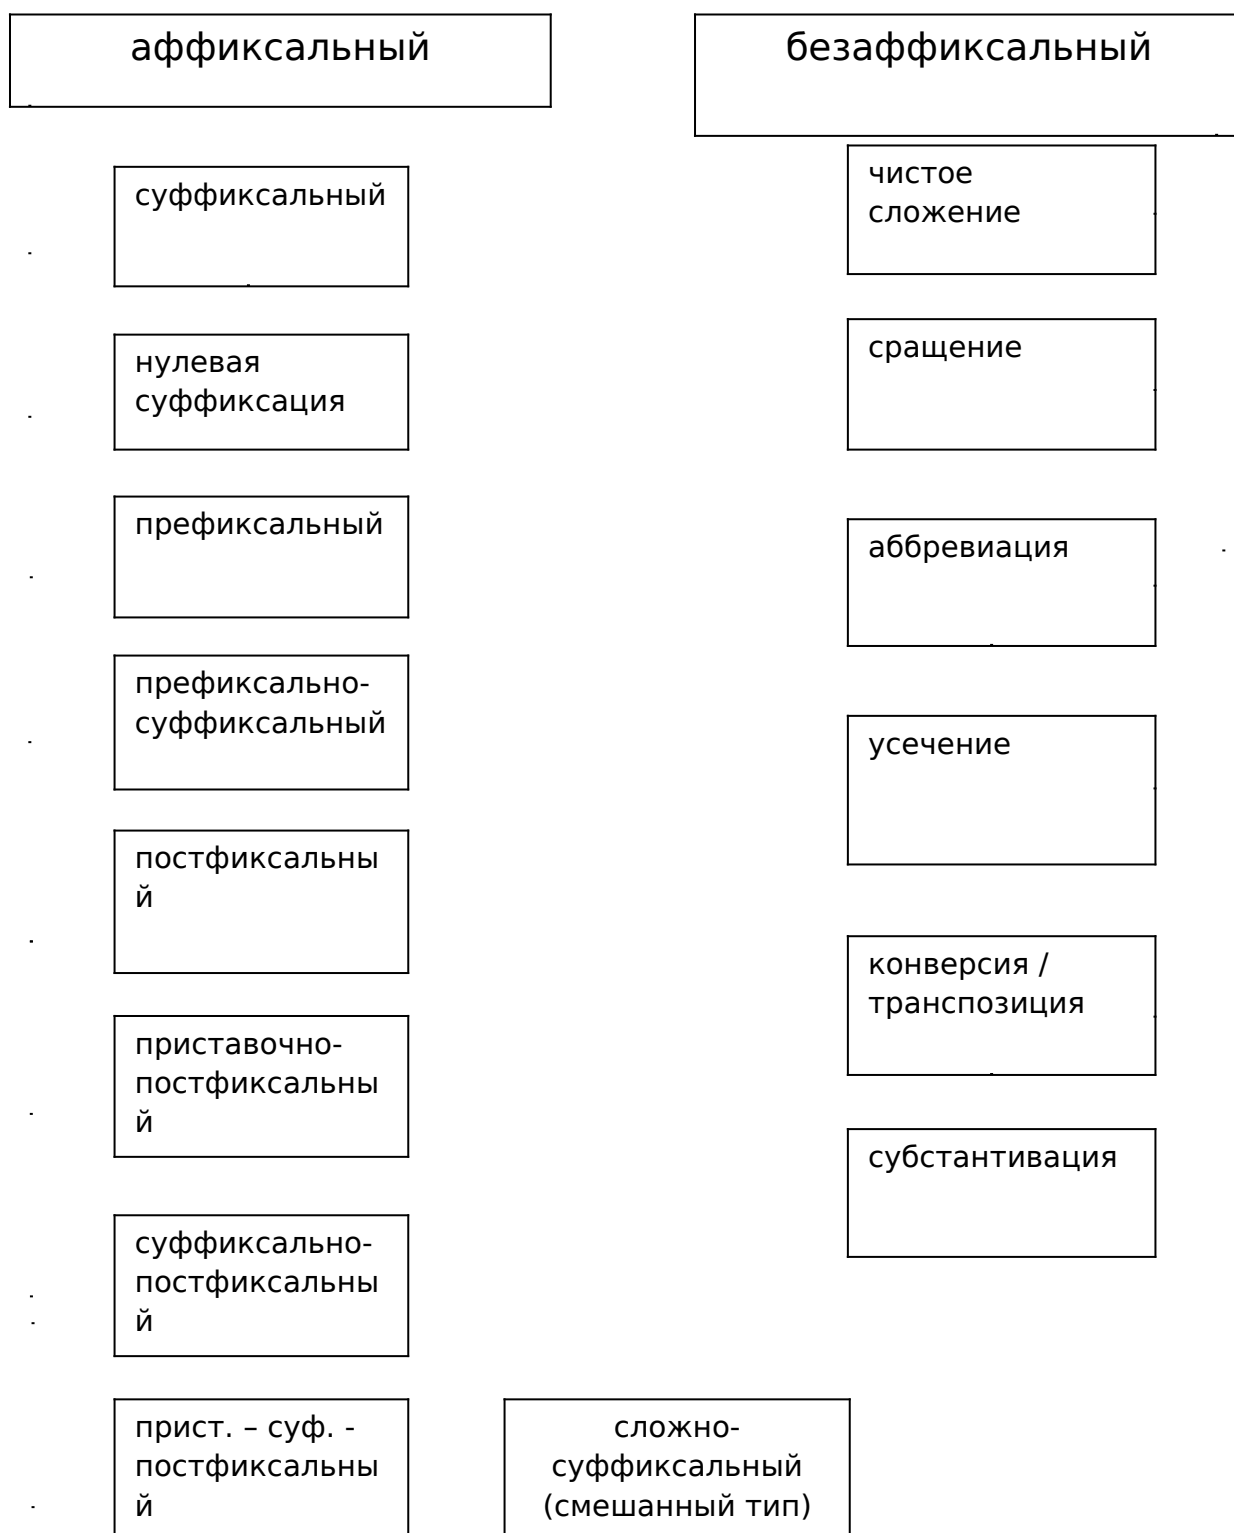 аффиксальный
суффиксальный
нулевая
суффиксация
префиксальный
префиксально-
суффиксальный
постфиксальны
й
приставочно-
постфиксальны
й
суффиксально-
постфиксальны
й
прист. – суф. -
постфиксальны
й
сложно-
суффиксальный
(смешанный тип)
безаффиксальный
чистое
сложение
сращение
аббревиация
усечение
конверсия /
транспозиция
субстантивация